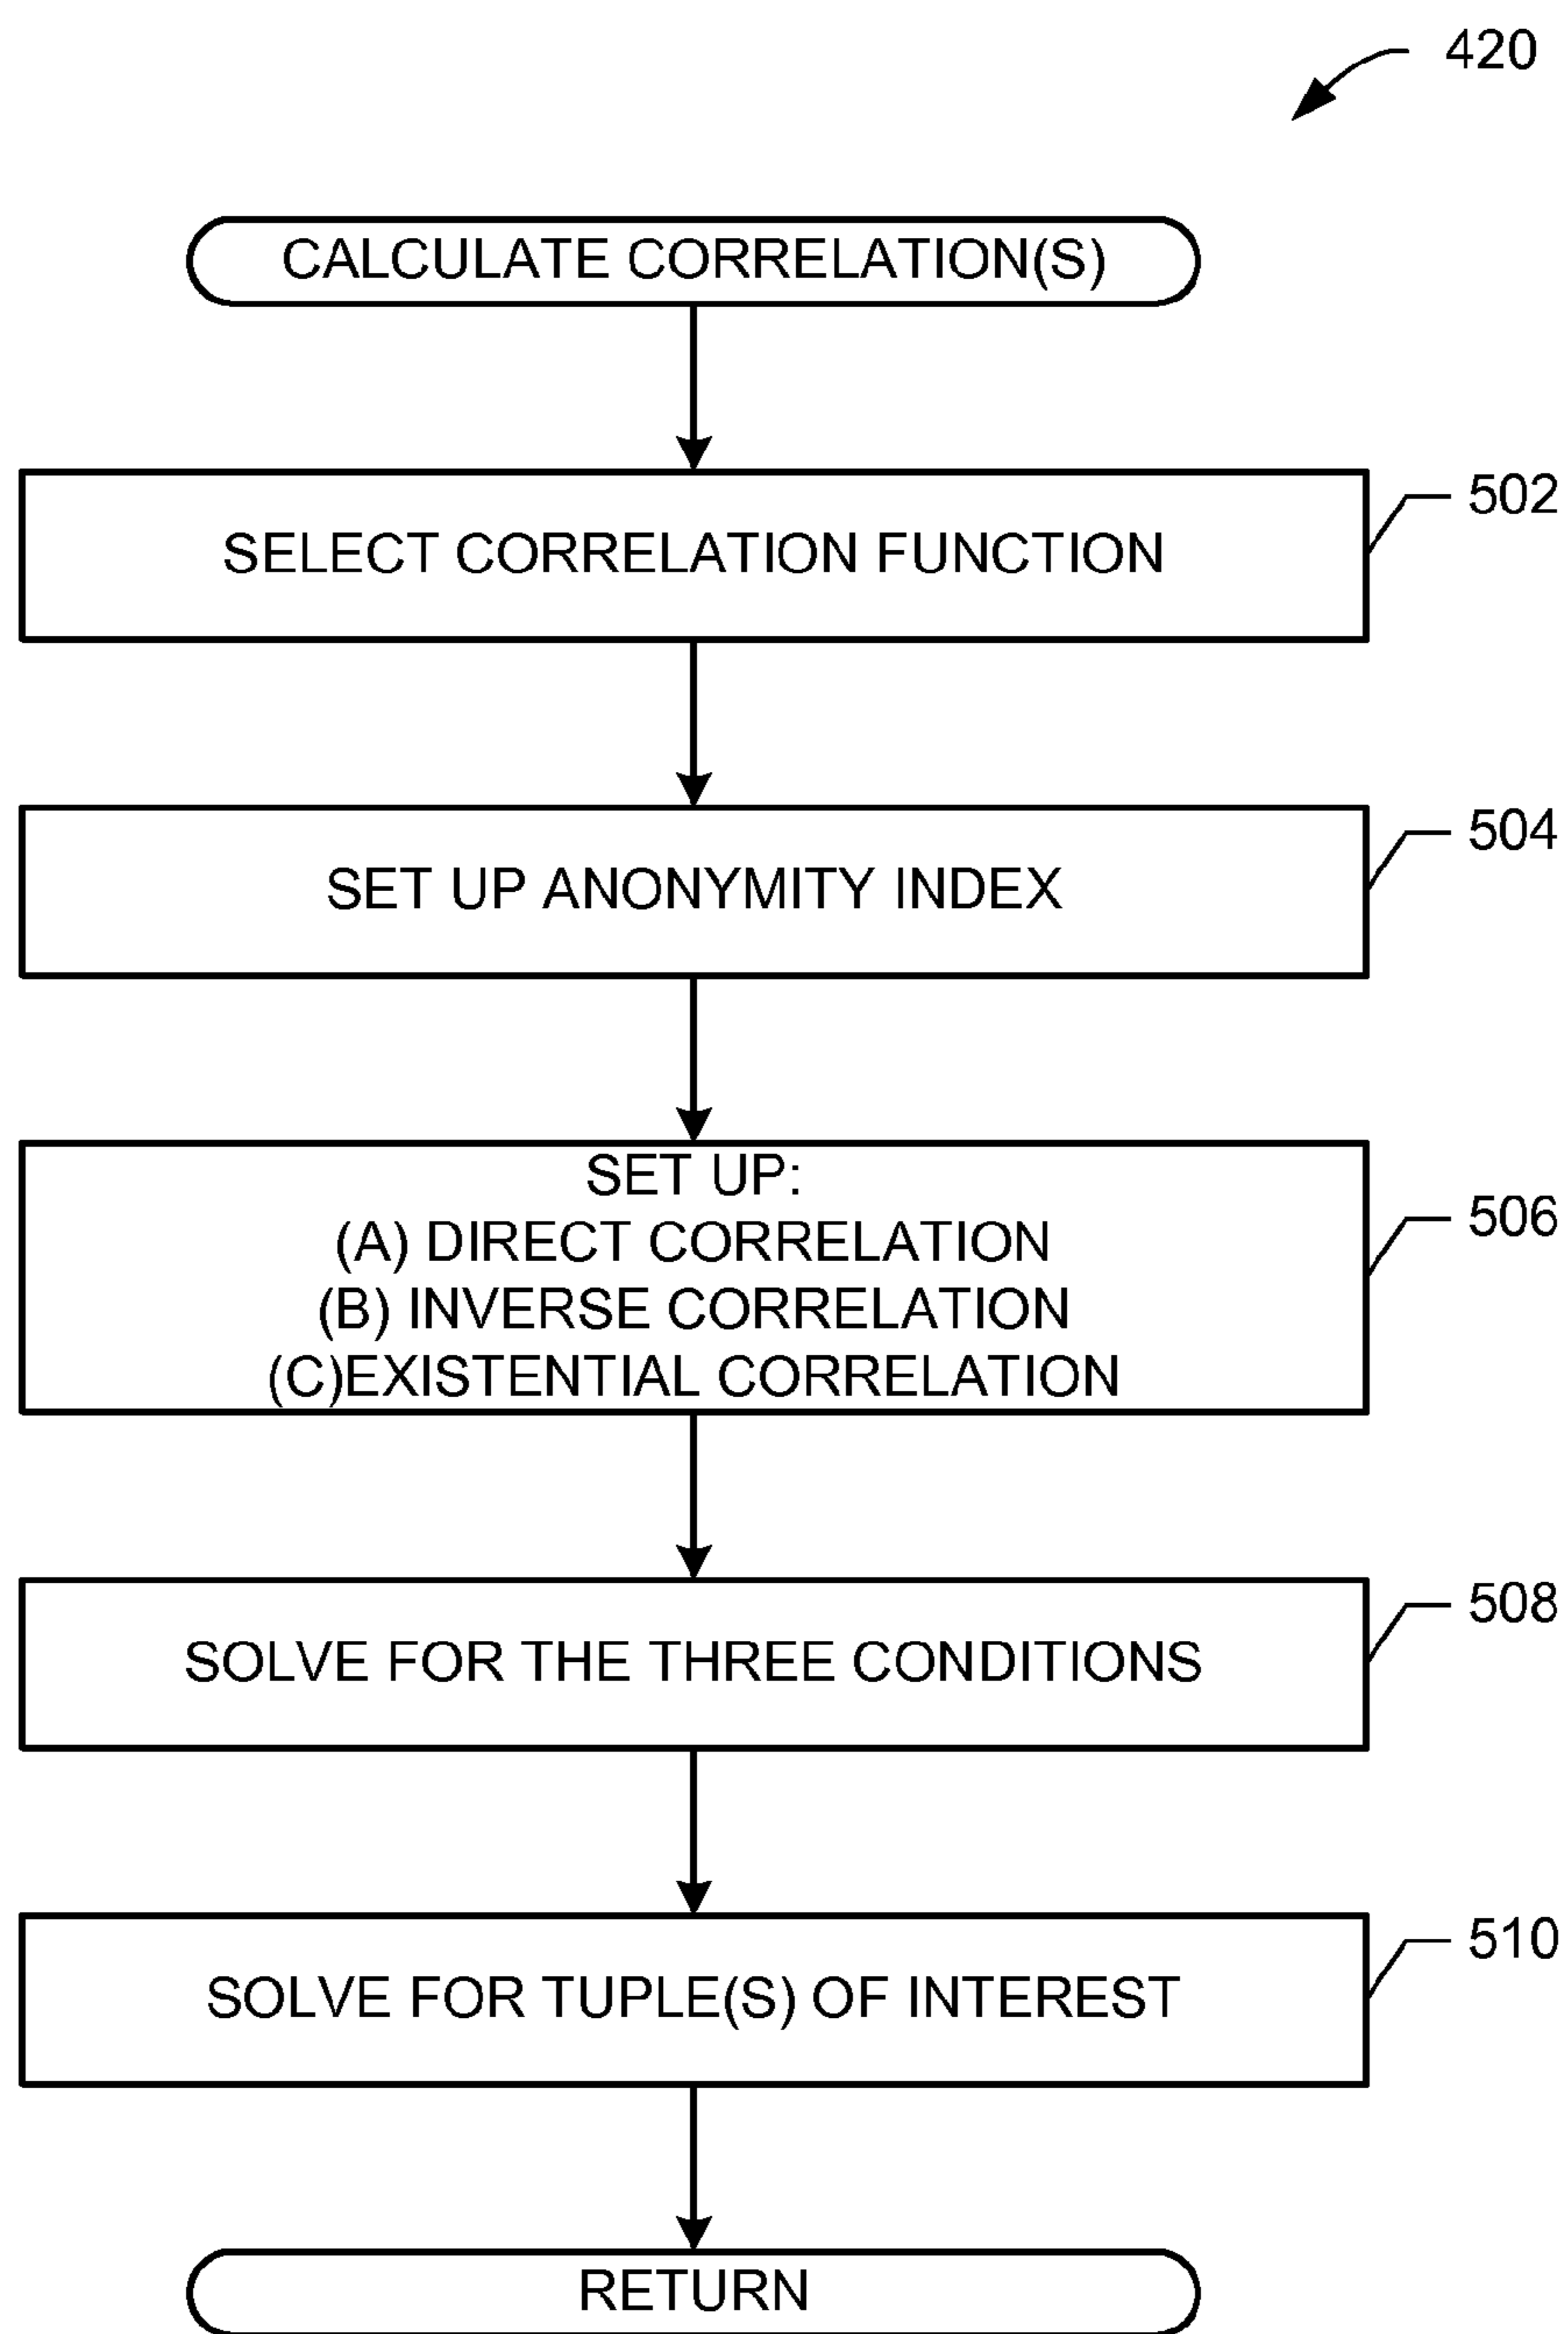 420
CALCULATE CORRELATION(S)
502
SELECT CORRELATION FUNCTION
504
SET UP ANONYMITY INDEX
SET UP:
506
(A) DIRECT CORRELATION
(B) INVERSE CORRELATION
(C)EXISTENTIAL CORRELATION
508
SOLVE FOR THE THREE CONDITIONS
510
SOLVE FOR TUPLE(S) OF INTEREST
RETURN